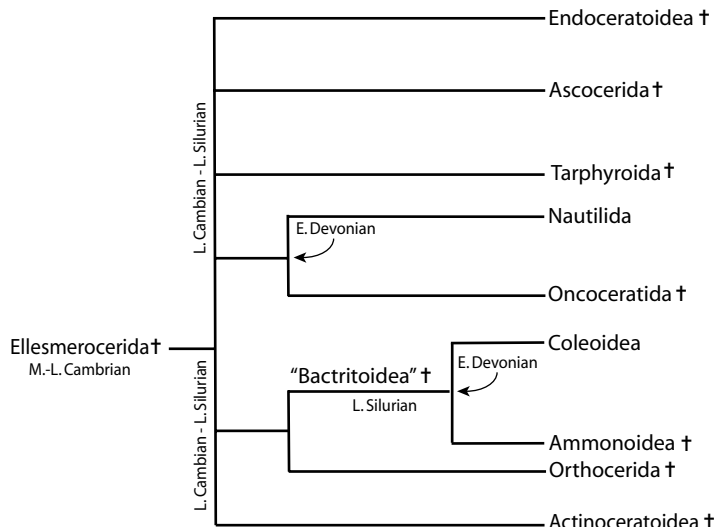 Endoceratoidea †
Ascocerida †
L. Cambian - L. Silurian
Tarphyroida †
Nautilida
E. Devonian
Oncoceratida †
Ellesmerocerida †
M.-L. Cambrian
Coleoidea
E. Devonian
"Bactritoidea" †
L. Silurian
L. Cambian - L. Silurian
Ammonoidea †
Orthocerida †
Actinoceratoidea †